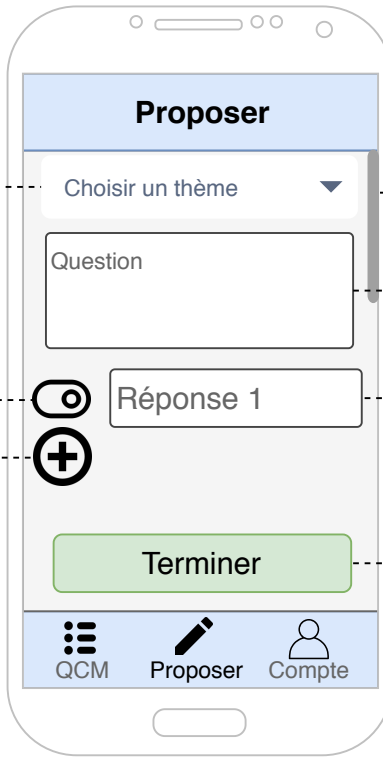 Proposer
Choisir un thème
Question
Réponse 1
Terminer
QCM Proposer Compte